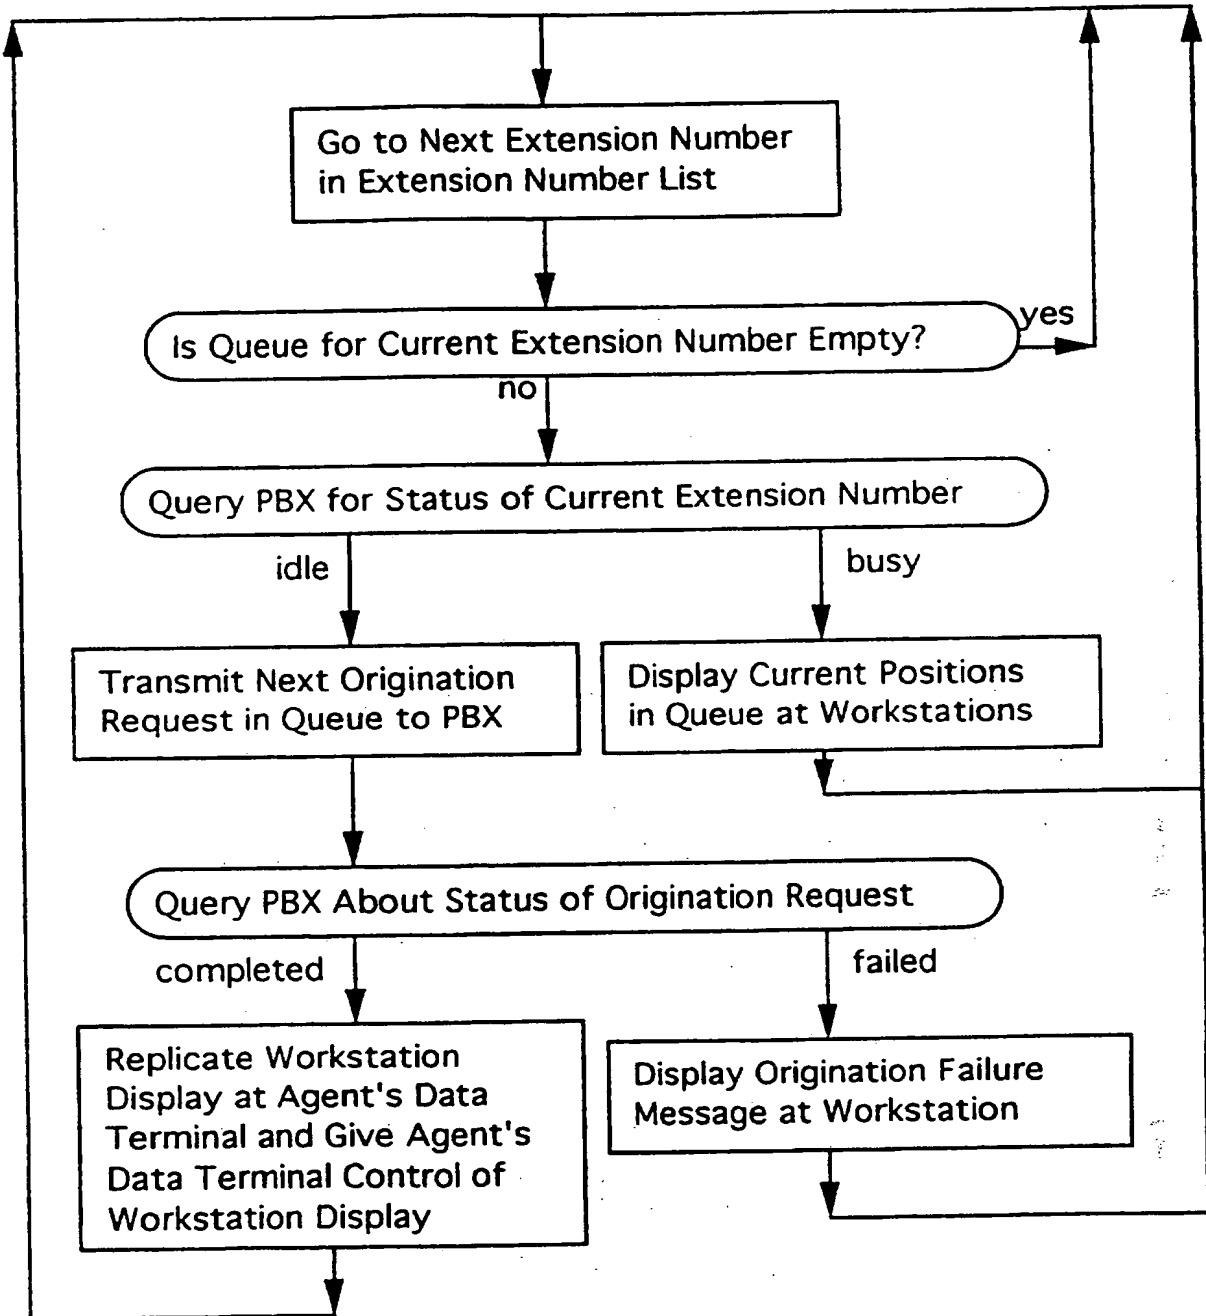 Go to Next Extension Number
in Extension Number List
Is Queue for Current Extension Number Empty?
yes
no
Query PBX for Status of Current Extension Number
idle
busy
Transmit Next Origination
Request in Queue to PBX
Display Current Positions
in Queue at Workstations
Query PBX About Status of Origination Request
completed
failed
Replicate Workstation
Display at Agent's Data
Terminal and Give Agent's
Data Terminal Control of
Workstation Display
Display Origination Failure
Message at Workstation